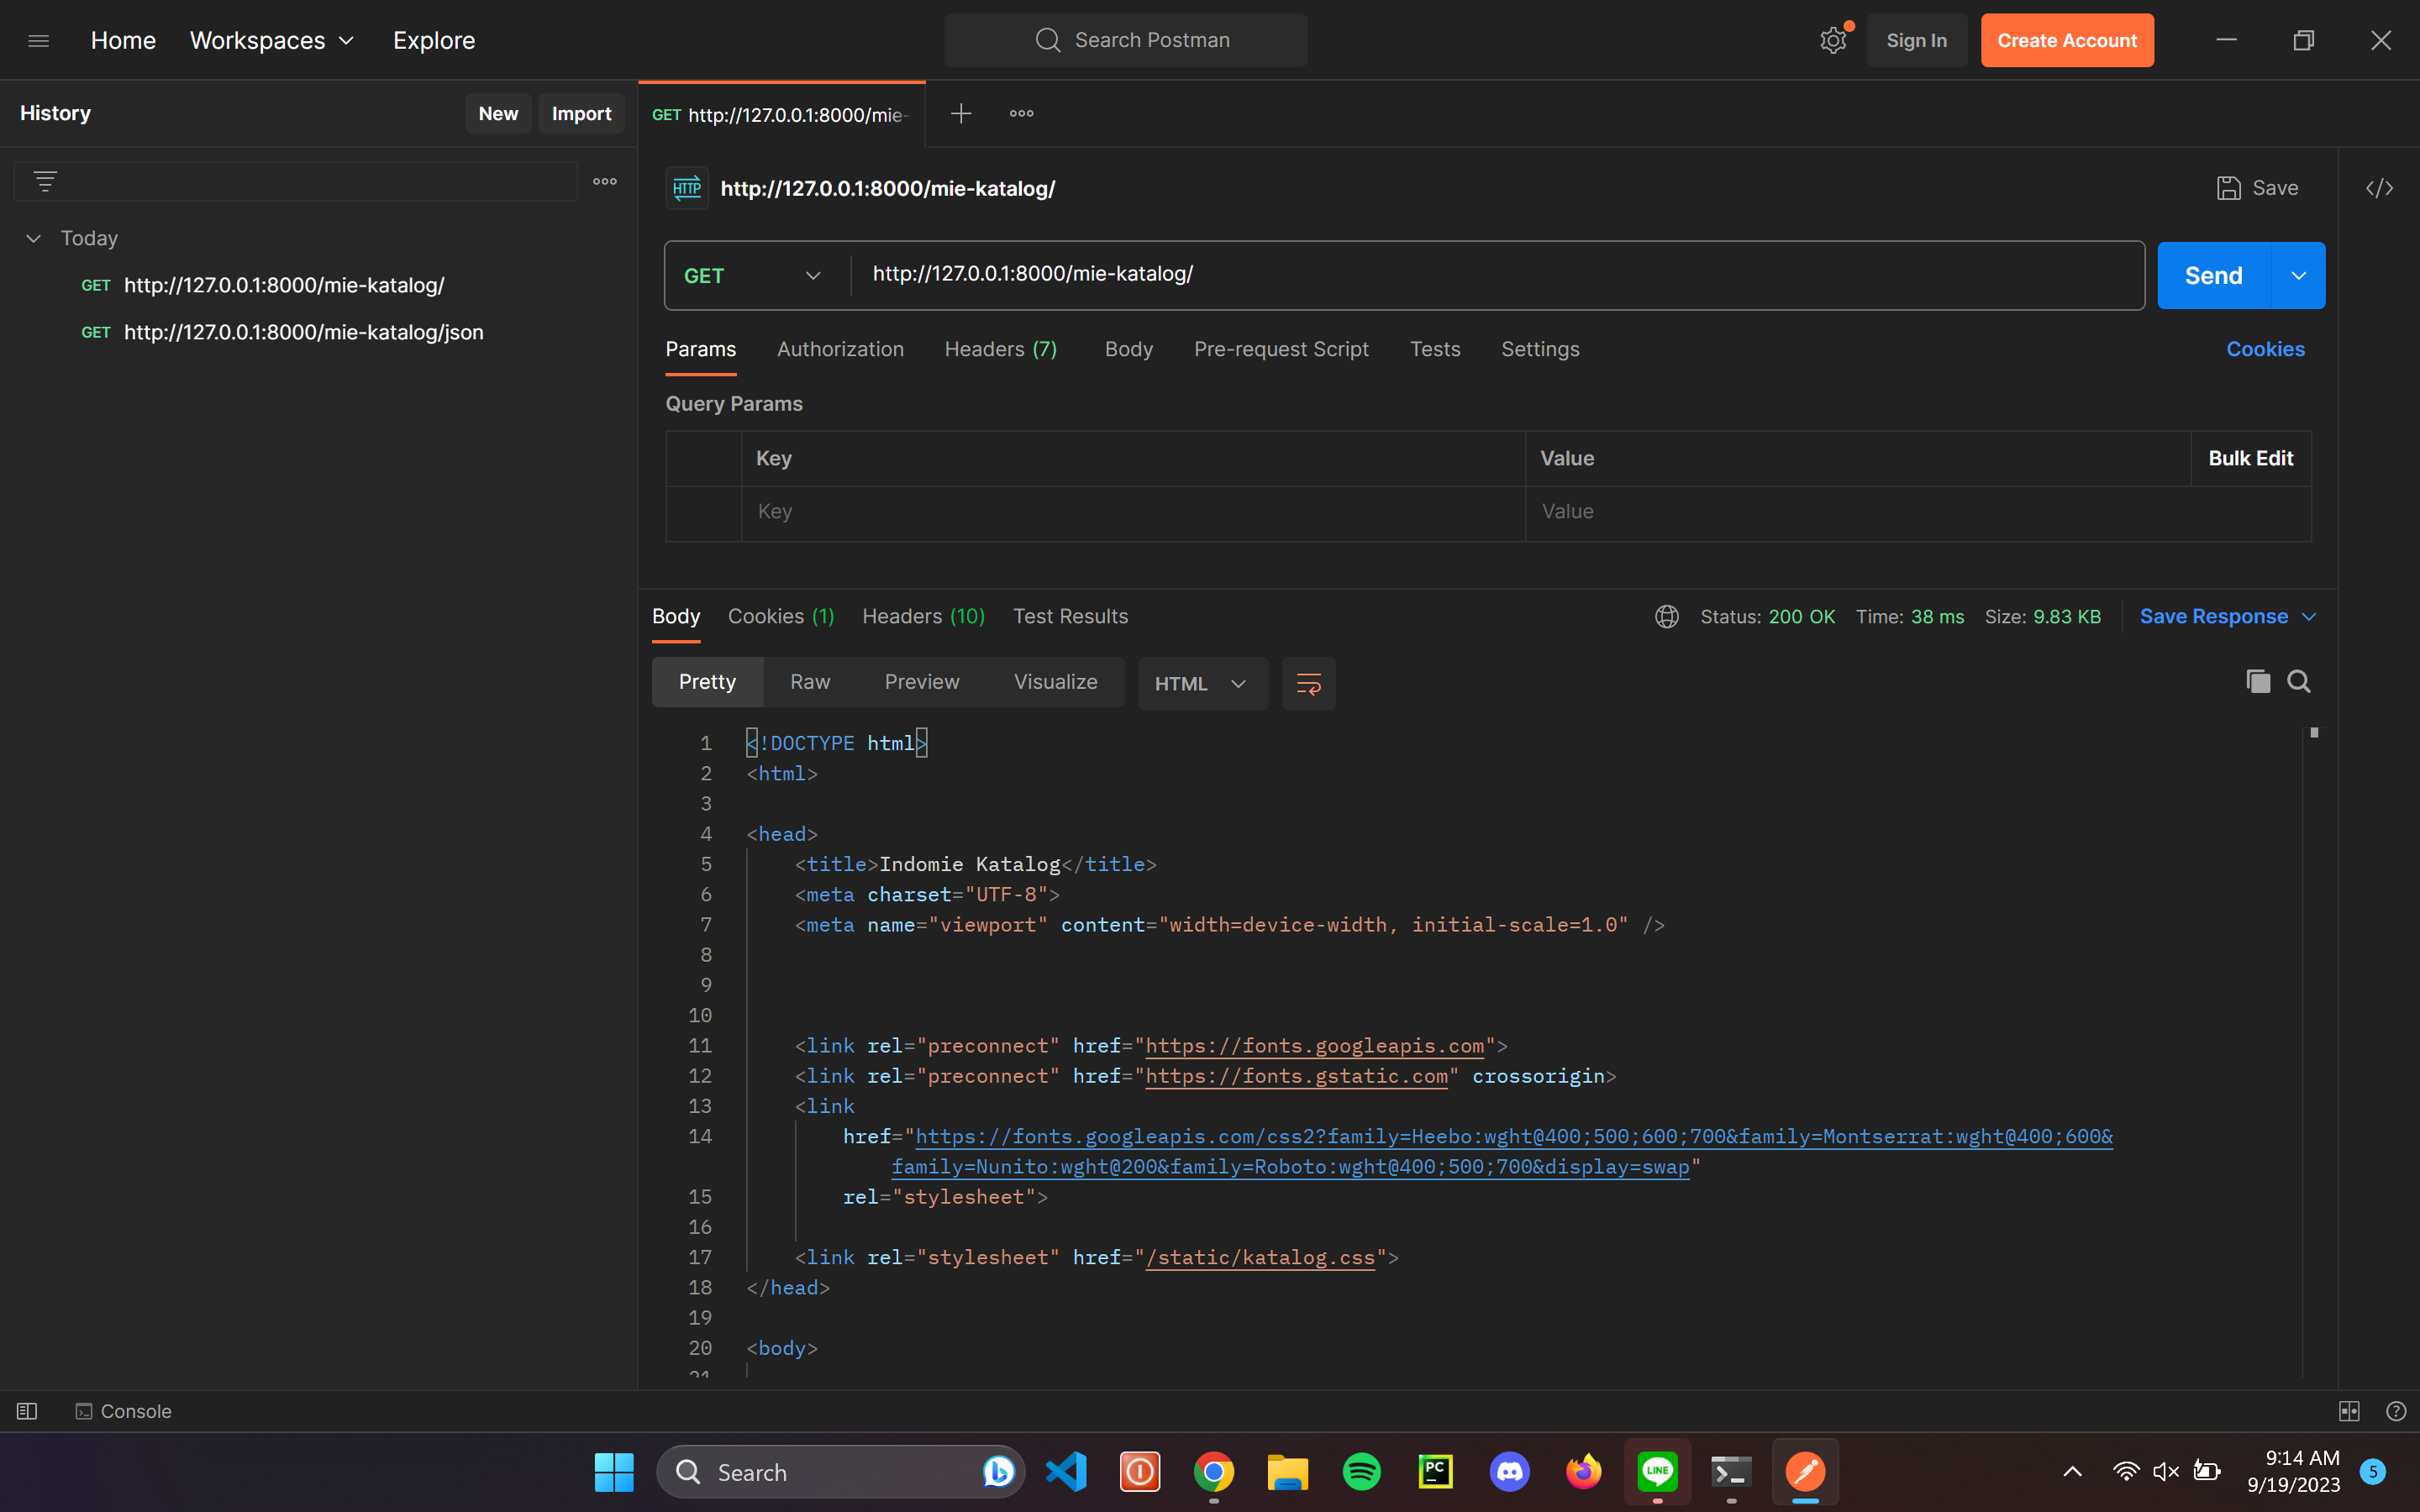 Home Workspaces Explore Search Postman Sign In Create Account
History New Import GET http://127.0.0.1:8000/mie-
HTTP http://127.0.0.1:8000/mie-katalog/ Save </>
Today
GET http://127.0.0.1:8000/mie-katalog/
GET http://127.0.0.1:8000/mie-katalog/json
GET http://127.0.0.1:8000/mie-katalog/ Send
Params Authorization Headers (7) Body Pre-request Script Tests Settings Cookies
Query Params
Key Value Bulk Edit
Key Value
Body Cookies (1) Headers (10) Test Results Status: 200 OK Time: 38 ms Size: 9.83 KB Save Response
Pretty Raw Preview Visualize HTML
1 <!DOCTYPE html>
2 <html>
3
4 <head>
5 <title>Indomie Katalog</title>
6 <meta charset="UTF-8">
7 <meta name="viewport" content="width=device-width, initial-scale=1.0" />
8
9
10
11 <link rel="preconnect" href="https://fonts.googleapis.com">
12 <link rel="preconnect" href="https://fonts.gstatic.com" crossorigin>
13 <link
14 href="https://fonts.googleapis.com/css2?family=Heebo:wght@400;500;600;700&family=Montserrat:wght@400;600&
family=Nunito:wght@200&family=Roboto:wght@400;500;700&display=swap"
15 rel="stylesheet">
16
17 <link rel="stylesheet" href="/static/katalog.css">
18 </head>
19
20 <body>
21
Console
Search PC LINE 9:14 AM
9/19/2023 5